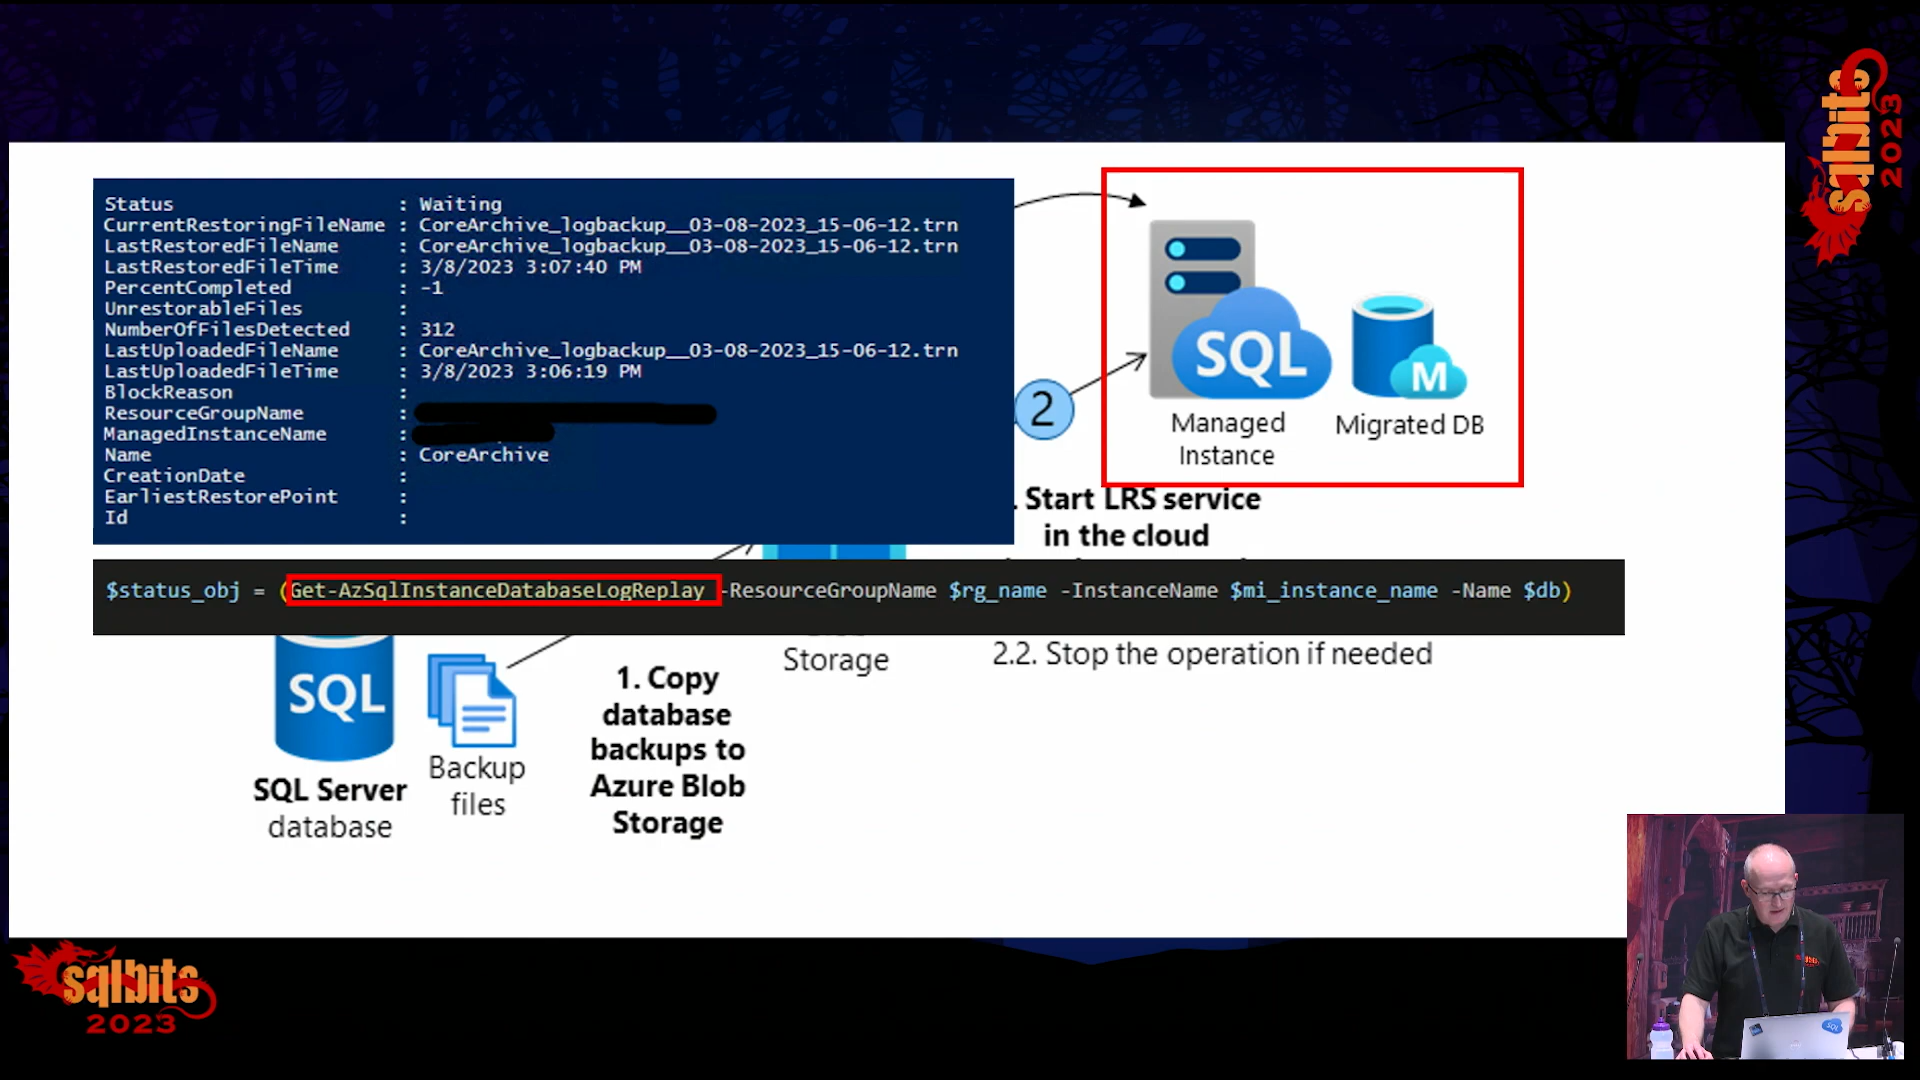 sqlbits
2023
Status : Waiting
CurrentRestoringFileName : CoreArchive_logbackup__03-08-2023_15-06-12.trn
LastRestoredFileName : CoreArchive_logbackup__03-08-2023_15-06-12.trn
LastRestoredFileTime : 3/8/2023 3:07:40 PM
PercentCompleted : -1
UnrestorableFiles :
NumberOfFilesDetected : 312
LastUploadedFileName : CoreArchive_logbackup__03-08-2023_15-06-12.trn
LastUploadedFileTime : 3/8/2023 3:06:19 PM
BlockReason :
ResourceGroupName :
ManagedInstanceName :
Name : CoreArchive
CreationDate :
EarliestRestorePoint :
Id :
SQL
M
Managed
Instance
Migrated DB
2
. Start LRS service
in the cloud
$status_obj = (Get-AzSqlInstanceDatabaseLogReplay -ResourceGroupName $rg_name -InstanceName $mi_instance_name -Name $db)
Storage
2.2. Stop the operation if needed
SQL
SQL Server
database
Backup
files
1. Copy
database
backups to
Azure Blob
Storage
sqlbits
2023
SQL